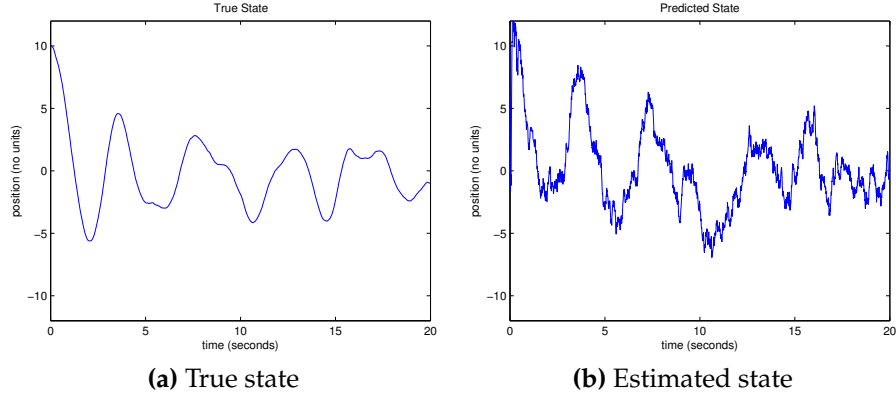 True State
10
5
0
−5
−10
position (no units)
0 5 10 15 20
time (seconds)
(a) True state
Predicted State
10
5
0
−5
−10
position (no units)
0 5 10 15 20
time (seconds)
(b) Estimated state